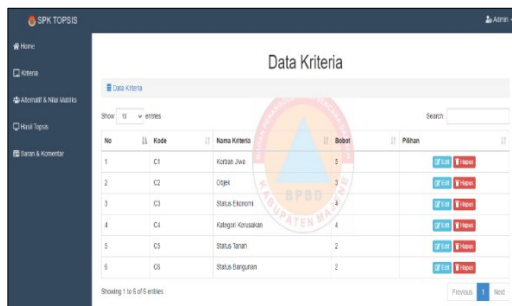 SPK TOPSIS
Admin
Home
Kriteria
Alternatif & Nilai Matriks
Hasil Topsis
Saran & Komentar
Data Kriteria
Data Kriteria
Show 10 entries
Search:
No Kode Nama Kriteria Bobot Pilihan
1 C1 Korban Jiwa 5 Edit Hapus
2 C2 Objek 3 Edit Hapus
3 C3 Status Ekonomi 4 Edit Hapus
4 C4 Kategori Kerusakan 4 Edit Hapus
5 C5 Status Tanah 2 Edit Hapus
6 C6 Status Bangunan 2 Edit Hapus
BPBD
KABUPATEN MAJENE
Showing 1 to 6 of 6 entries
Previous 1 Next